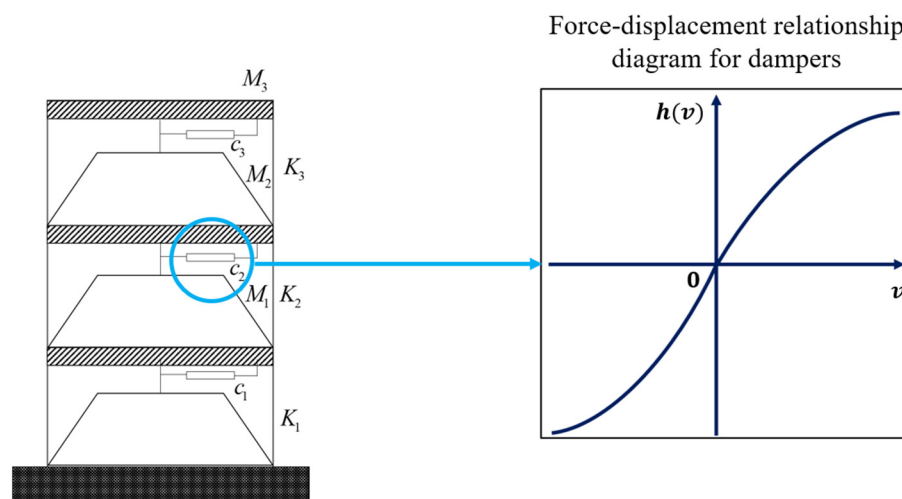 Force-displacement relationship
diagram for dampers
M3
c3
M2
K3
c2
M1
K2
c1
K1
h(v)
0
v